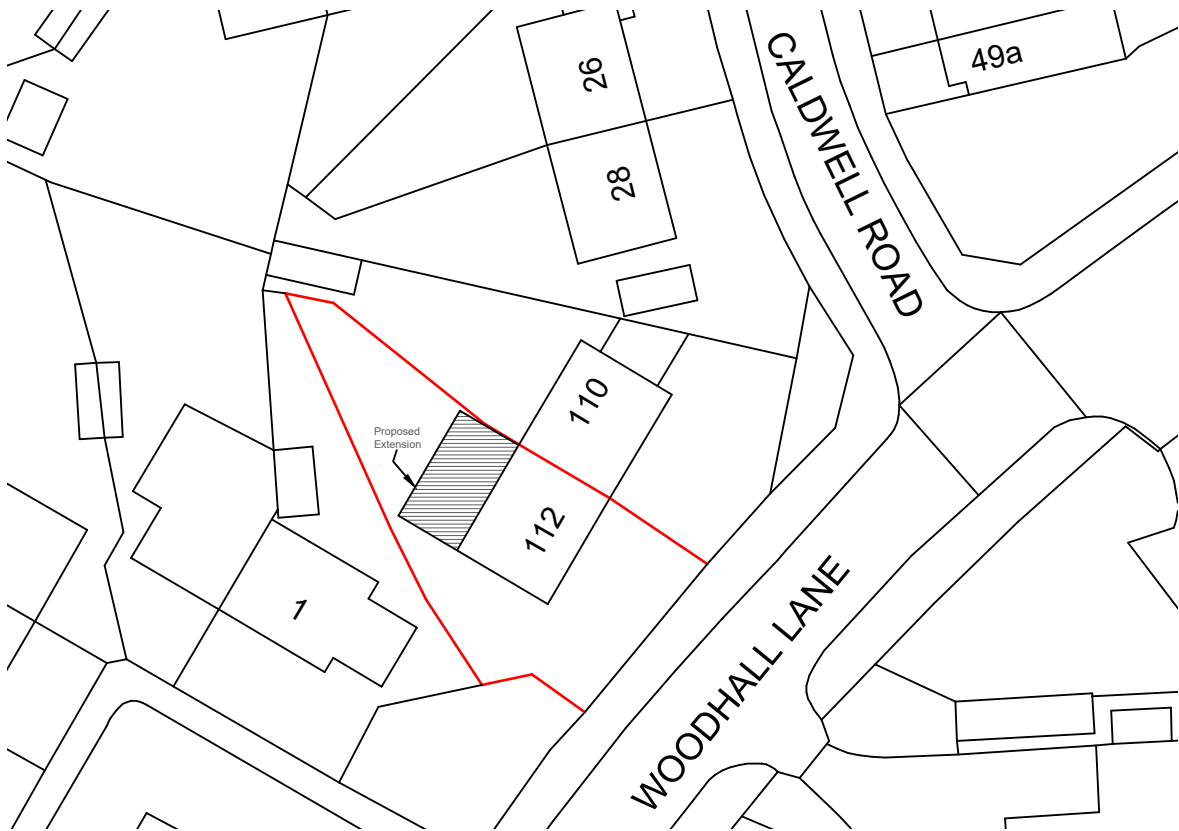 26
49a
CALDWELL ROAD
28
110
Proposed
Extension
112
1
WOODHALL LANE